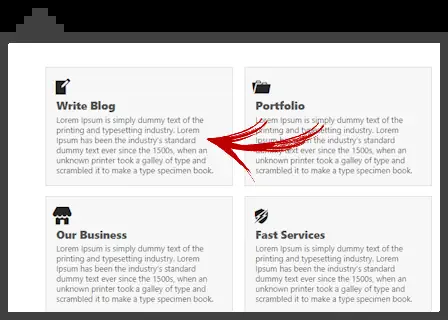 Write Blog
Lorem Ipsum is simply dummy text of the
printing and typesetting industry. Lorem
Ipsum has been the industry's standard
dummy text ever since the 1500s, when an
unknown printer took a galley of type and
scrambled it to make a type specimen book.
Portfolio
Lorem Ipsum is simply dummy text of the
printing and typesetting industry. Lorem
Ipsum has been the industry's standard
dummy text ever since the 1500s, when an
unknown printer took a galley of type and
scrambled it to make a type specimen book.
Our Business
Lorem Ipsum is simply dummy text of the
printing and typesetting industry. Lorem
Ipsum has been the industry's standard
dummy text ever since the 1500s, when an
unknown printer took a galley of type and
scrambled it to make a type specimen book.
Fast Services
Lorem Ipsum is simply dummy text of the
printing and typesetting industry. Lorem
Ipsum has been the industry's standard
dummy text ever since the 1500s, when an
unknown printer took a galley of type and
scrambled it to make a type specimen book.